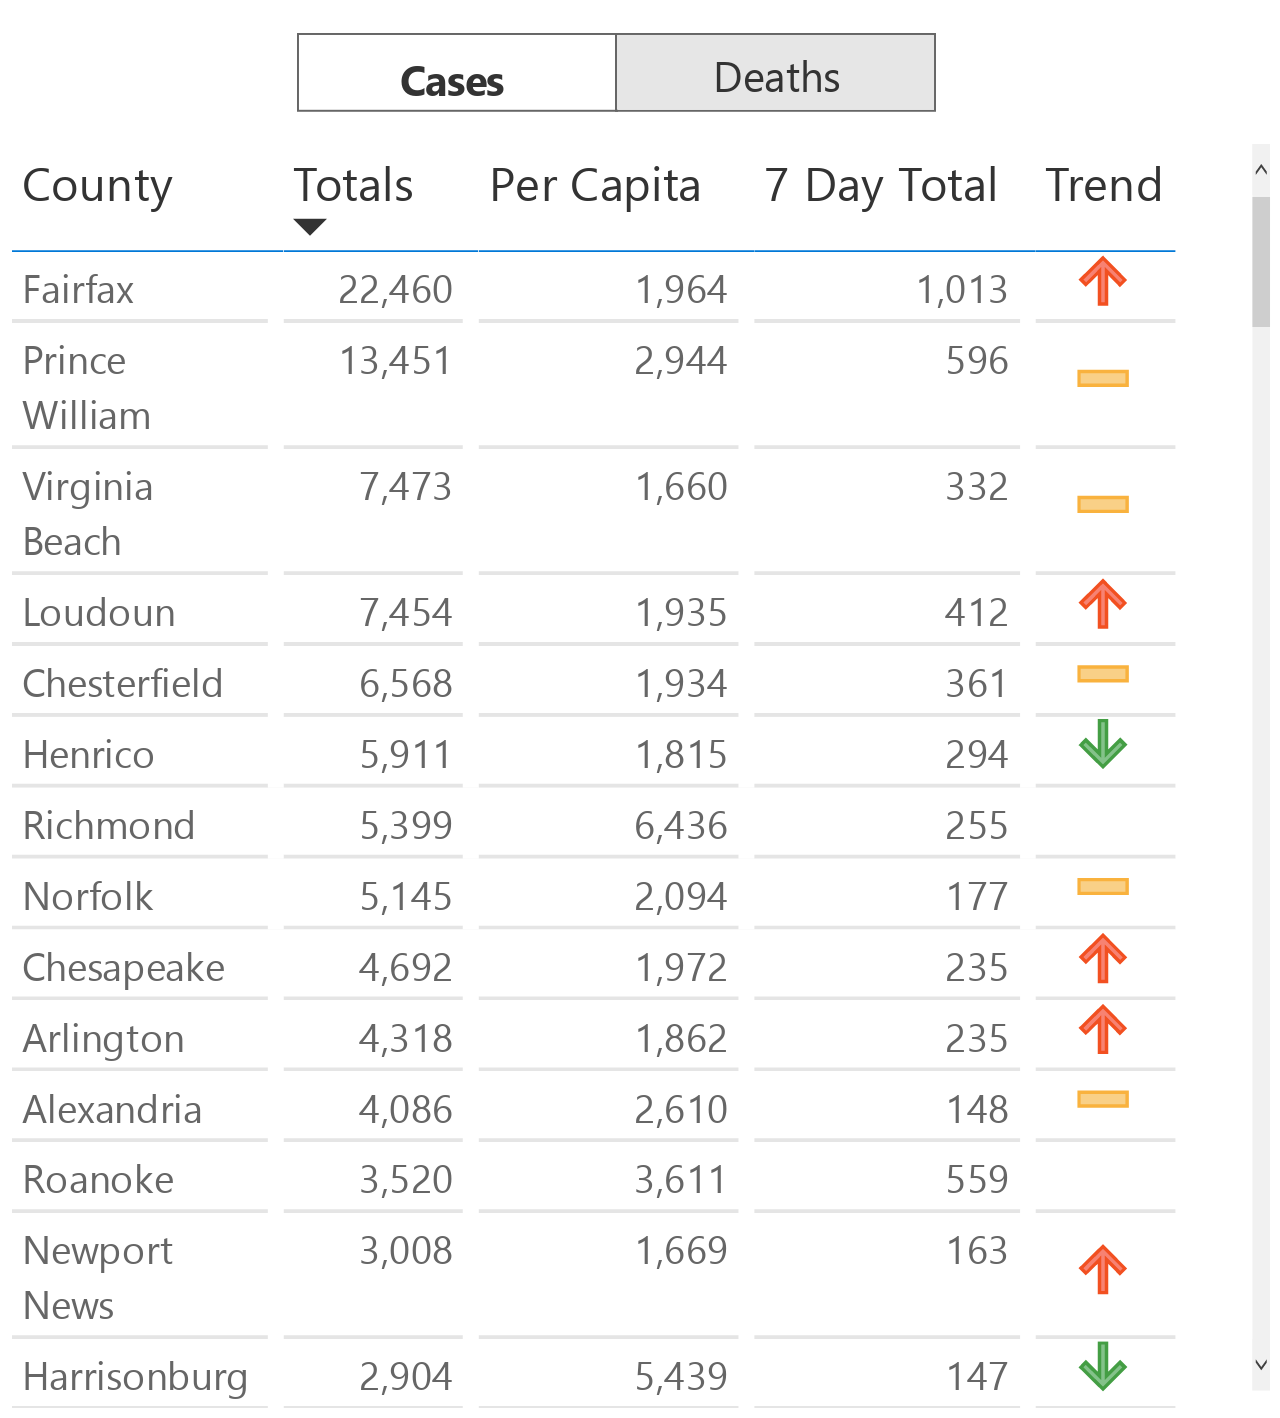 Cases Deaths
County Totals Per Capita 7 Day Total Trend
Fairfax 22,460 1,964 1,013
Prince 13,451 2,944 596
William
Virginia 7,473 1,660 332
Beach
Loudoun 7,454 1,935 412
Chesterfield 6,568 1,934 361
Henrico 5,911 1,815 294
Richmond 5,399 6,436 255
Norfolk 5,145 2,094 177
Chesapeake 4,692 1,972 235
Arlington 4,318 1,862 235
Alexandria 4,086 2,610 148
Roanoke 3,520 3,611 559
Newport 3,008 1,669 163
News
Harrisonburg 2,904 5,439 147